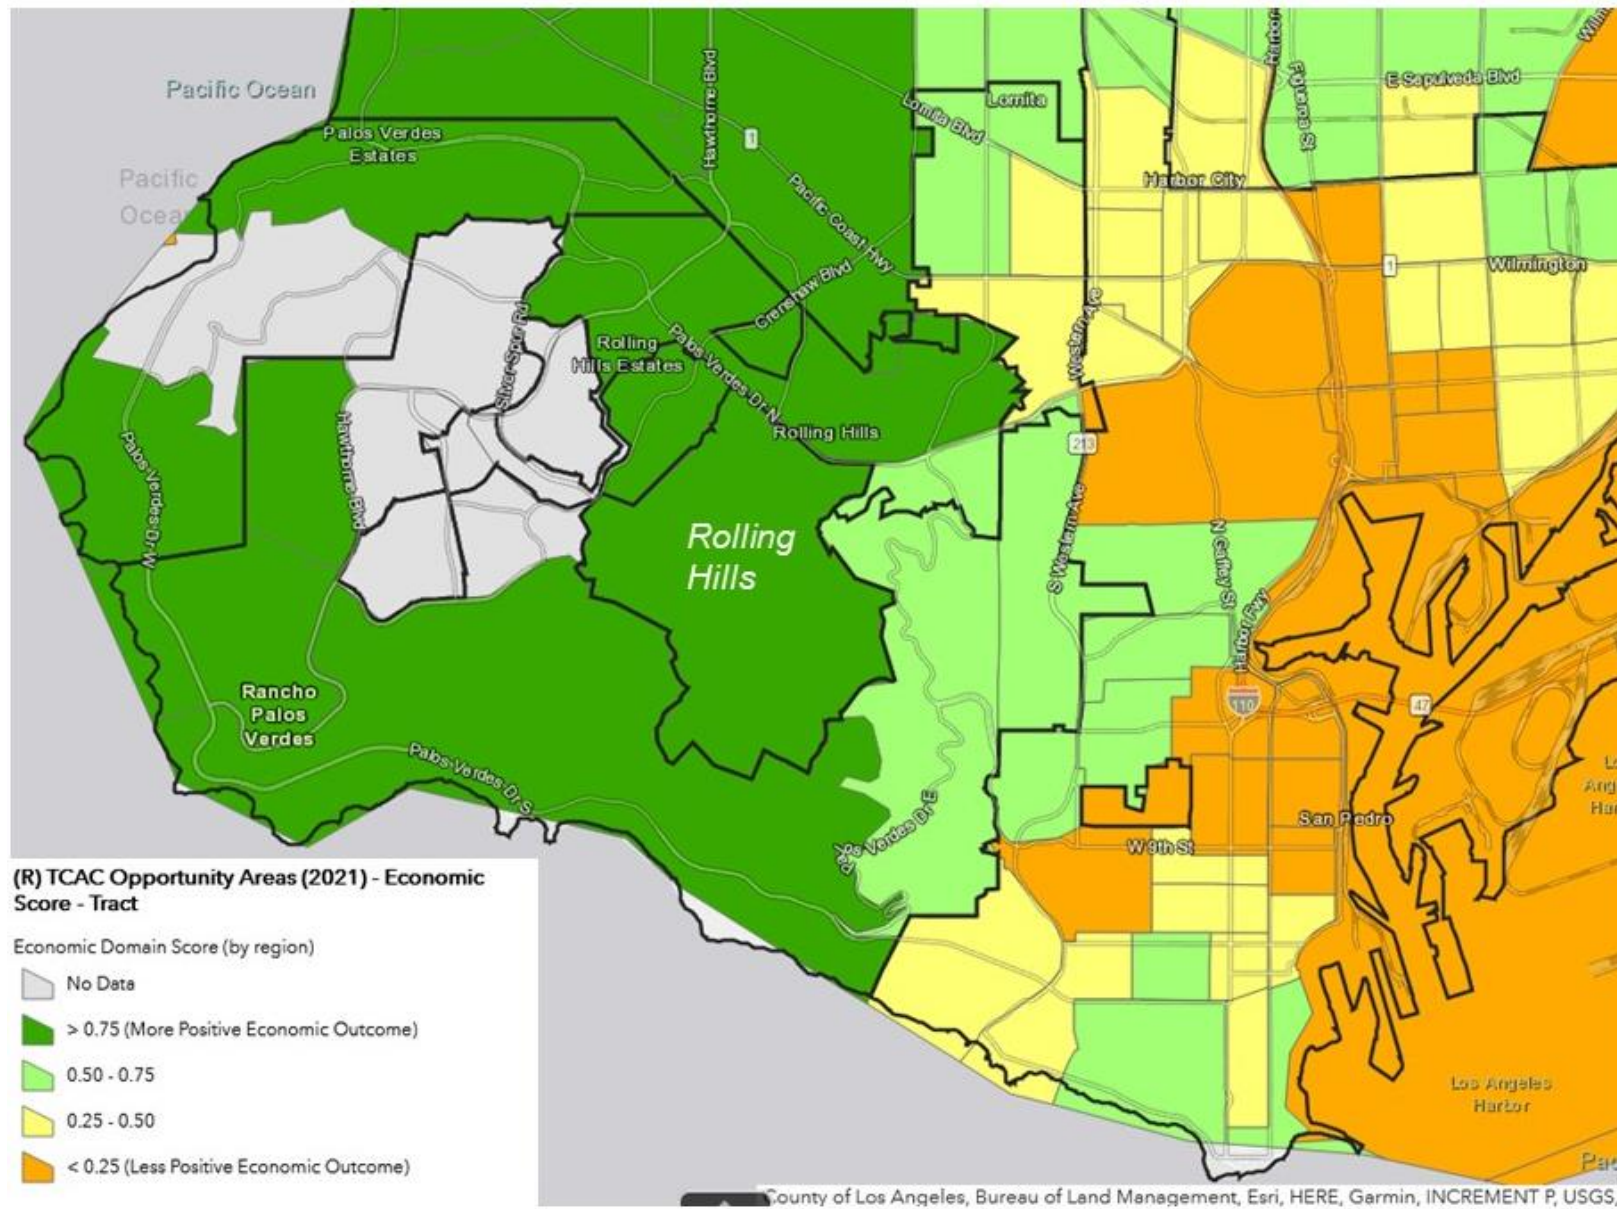 Pacific Ocean
Pacific
Palos Verdes
Estates
Hawthorne Blvd
1
Lomita Blvd
Lomita
Harbor
Figueroa St
E Sepulveda Blvd
Harbor City
Pacific Coast Hwy
Crenshaw Blvd
1
Wilmington
Silver Spur Rd
Rolling
Hills Estates
Palos Verdes Dr N
Rolling Hills
Western Ave
213
Palos Verdes Dr W
Hawthorne Blvd
Rolling
Hills
S Western Ave
N Gaffey St
Harbor Fwy
110
47
Rancho
Palos
Verdes
Palos Verdes Dr S
Verdes Dr E
San Pedro
W 9th St
Los Angeles
Harbor
(R) TCAC Opportunity Areas (2021) - Economic
Score - Tract
Economic Domain Score (by region)
No Data
> 0.75 (More Positive Economic Outcome)
0.50 - 0.75
0.25 - 0.50
< 0.25 (Less Positive Economic Outcome)
County of Los Angeles, Bureau of Land Management, Esri, HERE, Garmin, INCREMENT P, USGS,